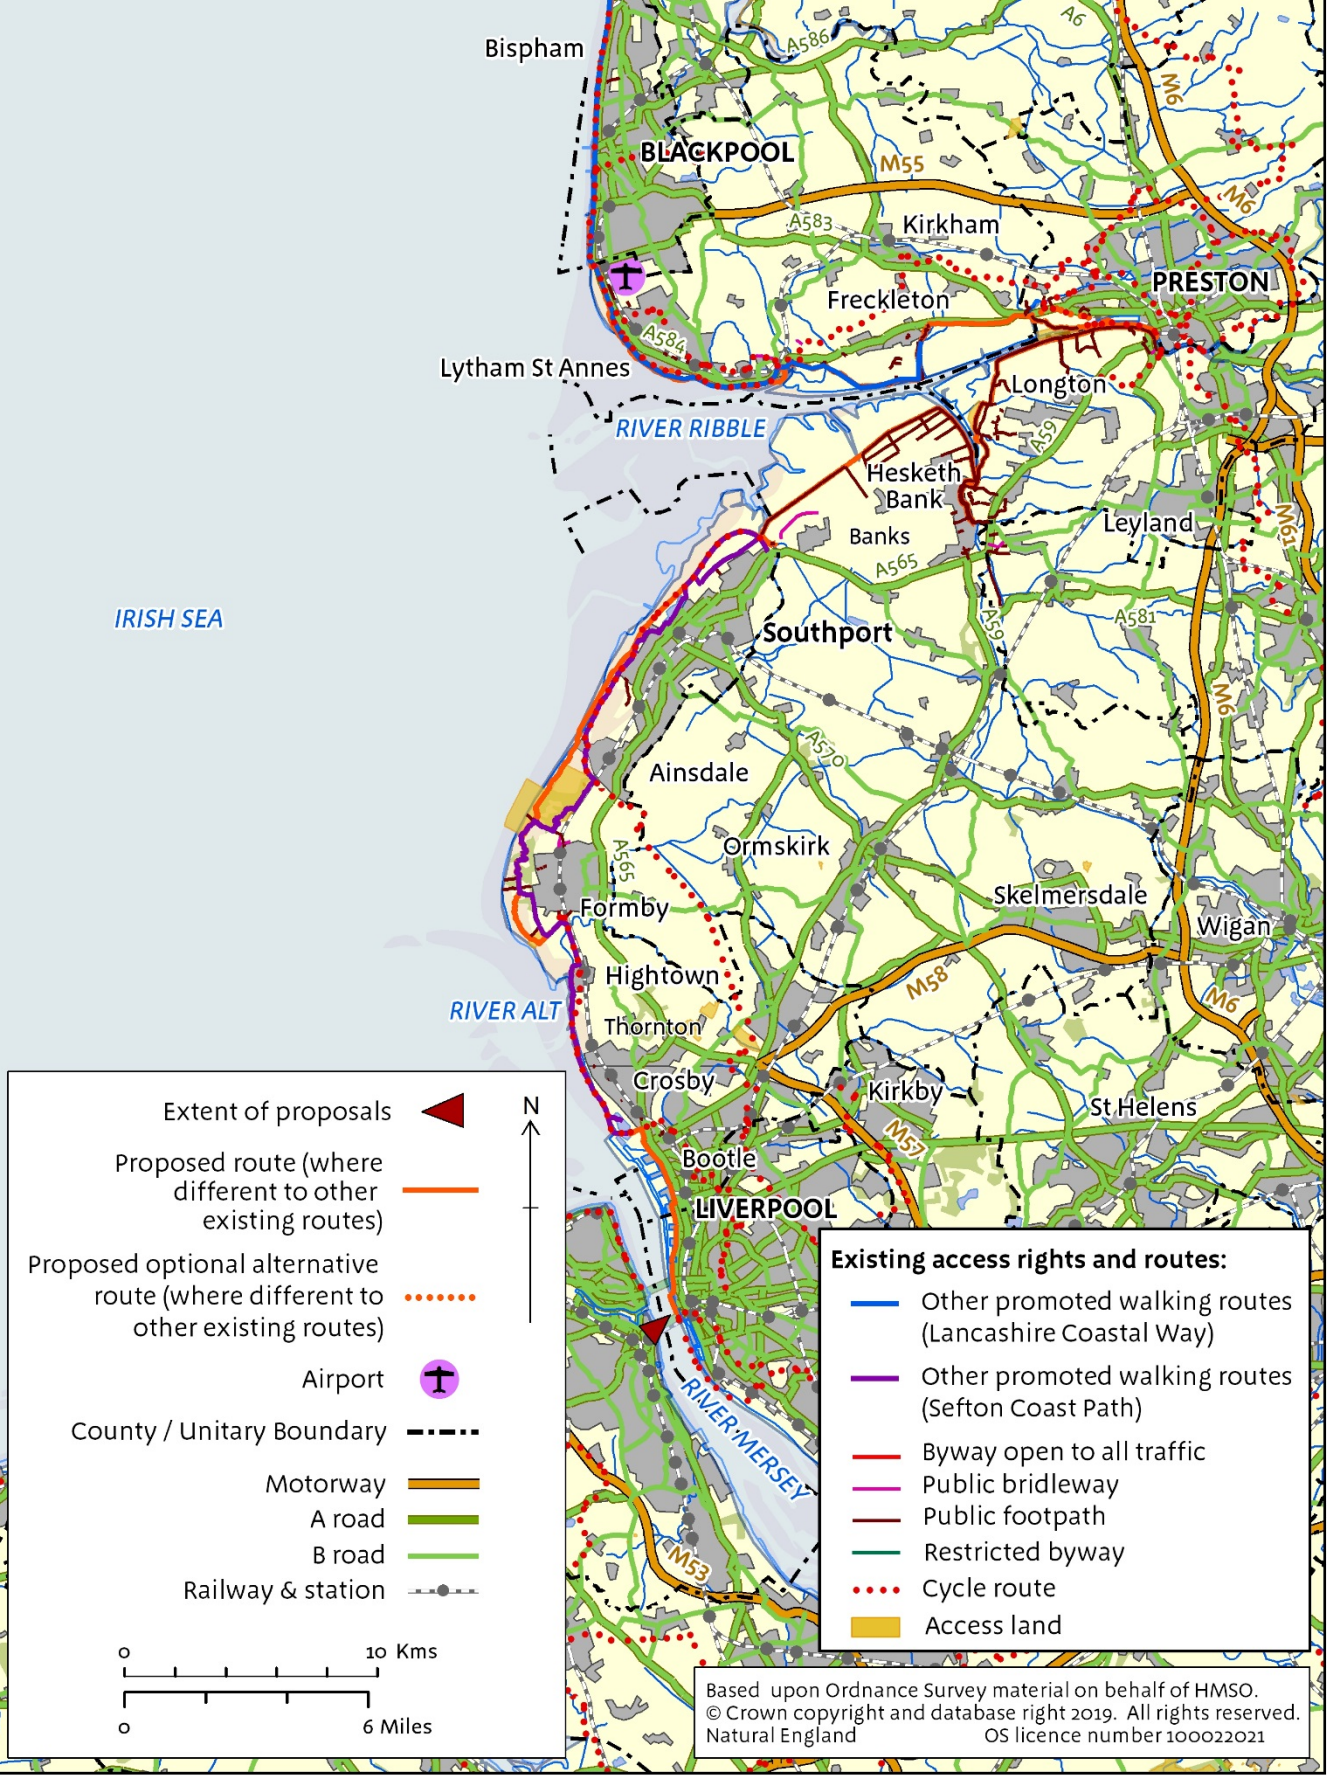 Bispham
A586
A6
M6
BLACKPOOL
M55
M6
A583
Kirkham
PRESTON
Freckleton
A584
Lytham St Annes
Longton
RIVER RIBBLE
A59
Hesketh
Bank
Leyland
M61
Banks
A565
IRISH SEA
A59
A581
Southport
M6
A570
Ainsdale
Ormskirk
A565
Skelmersdale
Formby
Wigan
Hightown
M58
M6
RIVER ALT
Thornton
Crosby
Kirkby
St Helens
M57
Bootle
LIVERPOOL
RIVER MERSEY
M53
N
Extent of proposals
Proposed route (where
different to other
existing routes)
Proposed optional alternative
route (where different to
other existing routes)
Airport
County / Unitary Boundary
Motorway
A road
B road
Railway & station
0 10 Kms
0 6 Miles
Existing access rights and routes:
Other promoted walking routes
(Lancashire Coastal Way)
Other promoted walking routes
(Sefton Coast Path)
Byway open to all traffic
Public bridleway
Public footpath
Restricted byway
Cycle route
Access land
Based upon Ordnance Survey material on behalf of HMSO.
© Crown copyright and database right 2019. All rights reserved.
Natural England OS licence number 100022021